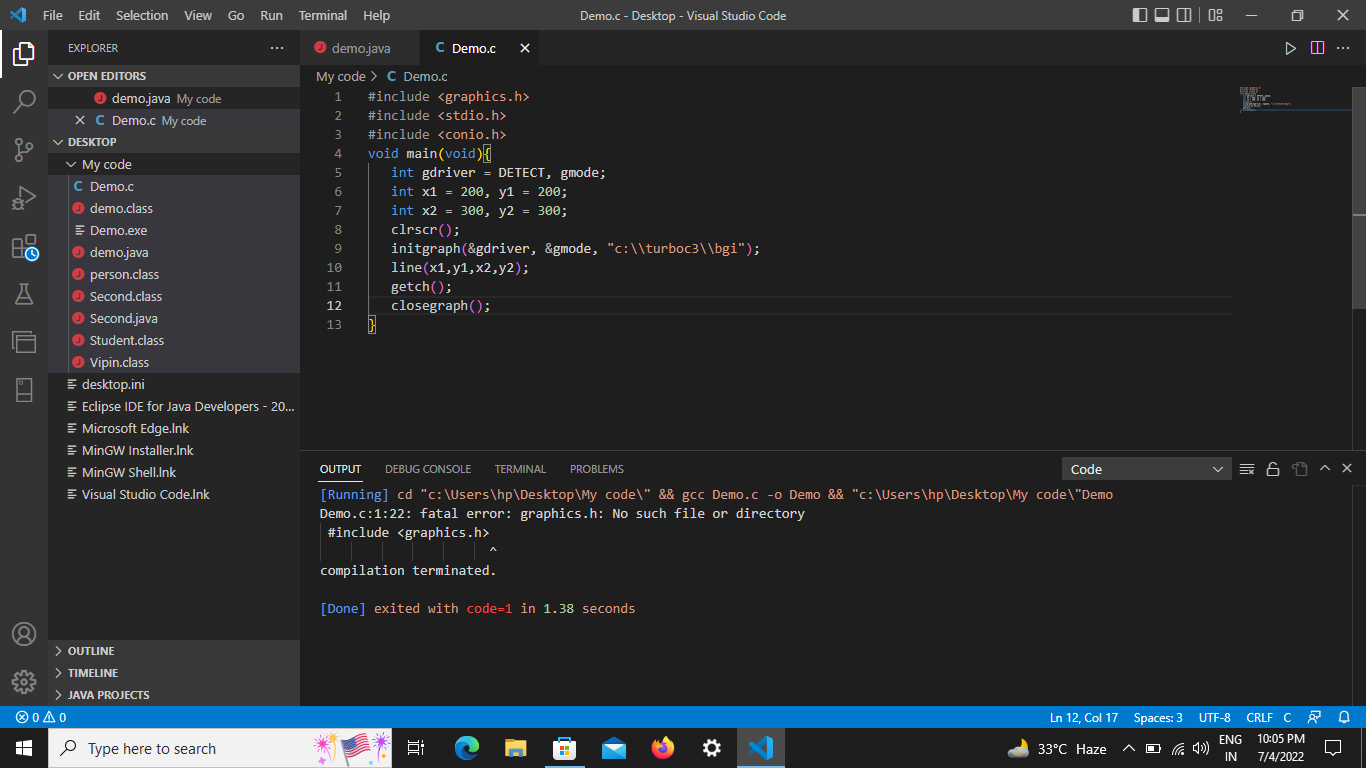 File Edit Selection View Go Run Terminal Help
Demo.c - Desktop - Visual Studio Code
EXPLORER
OPEN EDITORS
demo.java My code
Demo.c My code
DESKTOP
My code
Demo.c
demo.class
Demo.exe
demo.java
person.class
Second.class
Second.java
Student.class
Vipin.class
desktop.ini
Eclipse IDE for Java Developers - 20...
Microsoft Edge.lnk
MinGW Installer.lnk
MinGW Shell.lnk
Visual Studio Code.lnk
OUTLINE
TIMELINE
JAVA PROJECTS
demo.java
C Demo.c
My code > C Demo.c
1 #include <graphics.h>
2 #include <stdio.h>
3 #include <conio.h>
4 void main(void){
5 int gdriver = DETECT, gmode;
6 int x1 = 200, y1 = 200;
7 int x2 = 300, y2 = 300;
8 clrscr();
9 initgraph(&gdriver, &gmode, "c:\\turboc3\\bgi");
10 line(x1,y1,x2,y2);
11 getch();
12 closegraph();
13 }
OUTPUT DEBUG CONSOLE TERMINAL PROBLEMS
Code
[Running] cd "c:\Users\hp\Desktop\My code\" && gcc Demo.c -o Demo && "c:\Users\hp\Desktop\My code\"Demo
Demo.c:1:22: fatal error: graphics.h: No such file or directory
#include <graphics.h>
^
compilation terminated.
[Done] exited with code=1 in 1.38 seconds
0 0
Ln 12, Col 17 Spaces: 3 UTF-8 CRLF C
Type here to search
33°C Haze
ENG
IN
10:05 PM
7/4/2022